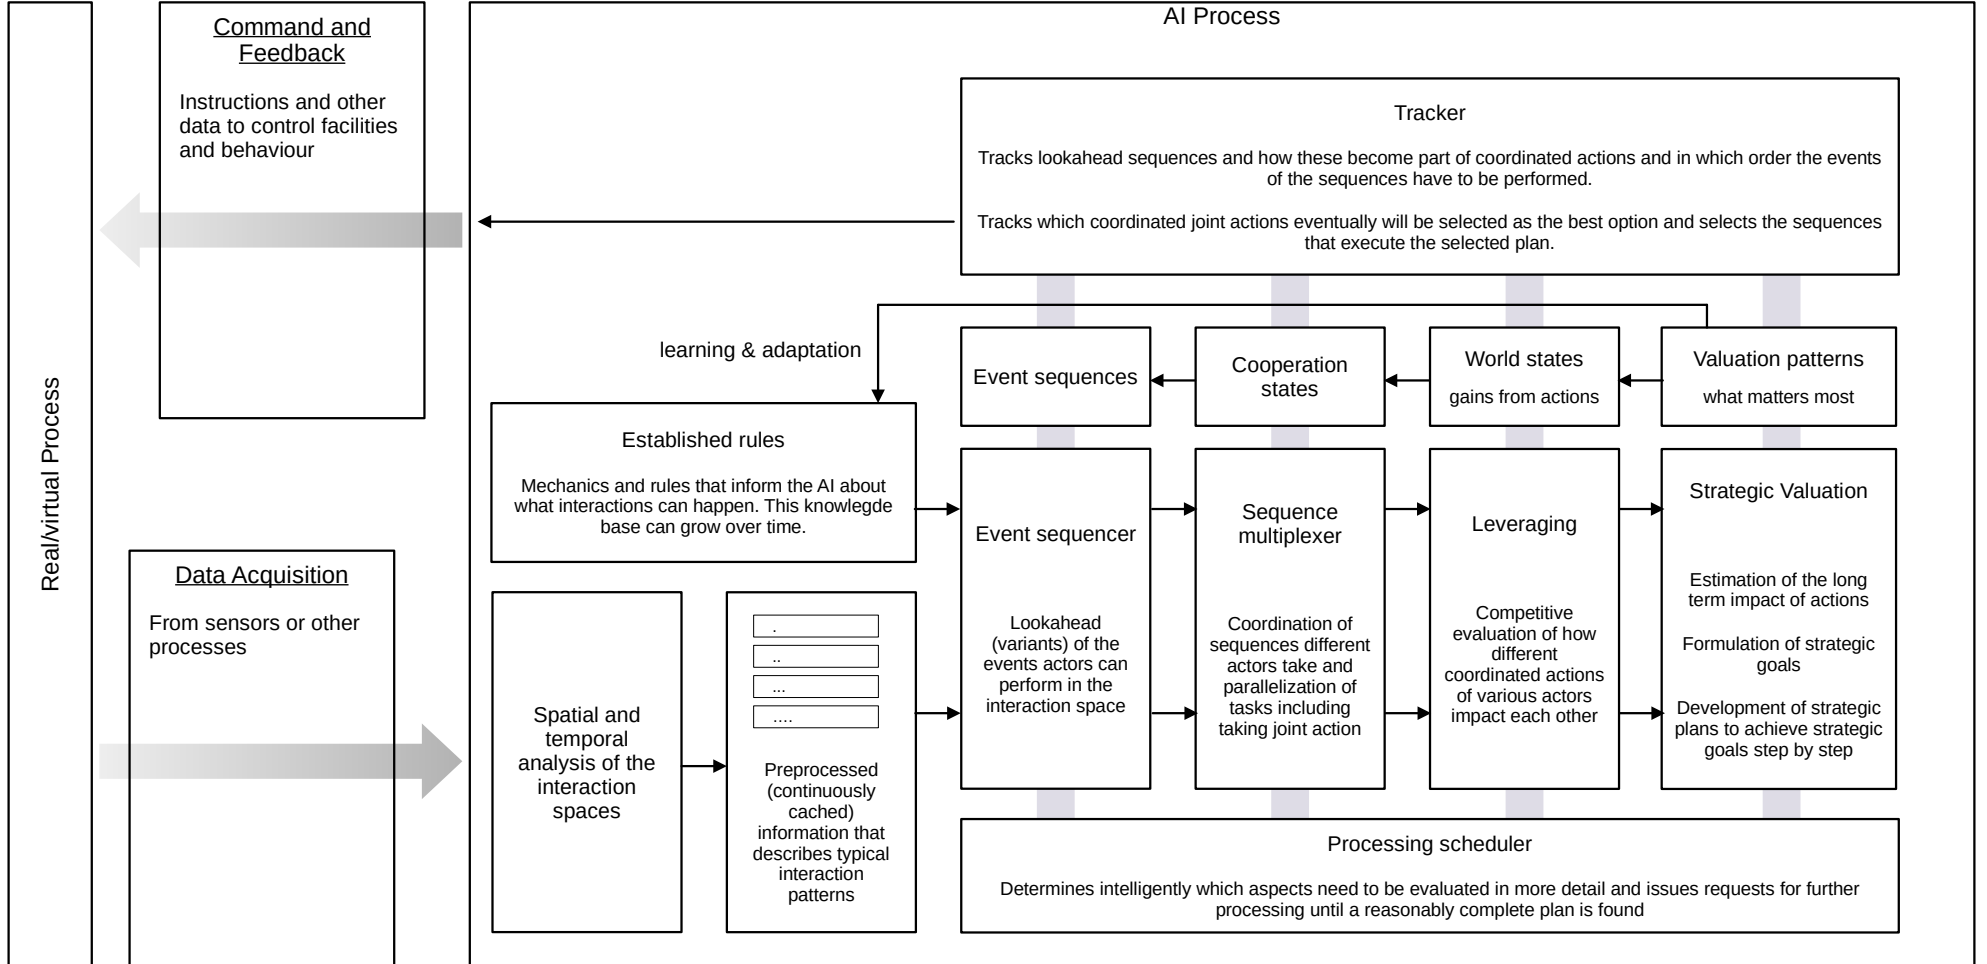 AI Process
Command and
Feedback
Instructions and other
data to control facilities
and behaviour
Tracker
Tracks lookahead sequences and how these become part of coordinated actions and in which order the events
of the sequences have to be performed.
Tracks which coordinated joint actions eventually will be selected as the best option and selects the sequences
that execute the selected plan.
Real/virtual Process
learning & adaptation
Event sequences
Cooperation
states
World states
gains from actions
Valuation patterns
what matters most
Established rules
Mechanics and rules that inform the AI about
what interactions can happen. This knowlegde
base can grow over time.
Data Acquisition
From sensors or other
processes
Spatial and
temporal
analysis of the
interaction
spaces
.
..
...
....
Preprocessed
(continuously
cached)
information that
describes typical
interaction
patterns
Event sequencer
Lookahead
(variants) of the
events actors can
perform in the
interaction space
Sequence
multiplexer
Coordination of
sequences different
actors take and
parallelization of
tasks including
taking joint action
Leveraging
Competitive
evaluation of how
different
coordinated actions
of various actors
impact each other
Strategic Valuation
Estimation of the long
term impact of actions
Formulation of strategic
goals
Development of strategic
plans to achieve strategic
goals step by step
Processing scheduler
Determines intelligently which aspects need to be evaluated in more detail and issues requests for further
processing until a reasonably complete plan is found